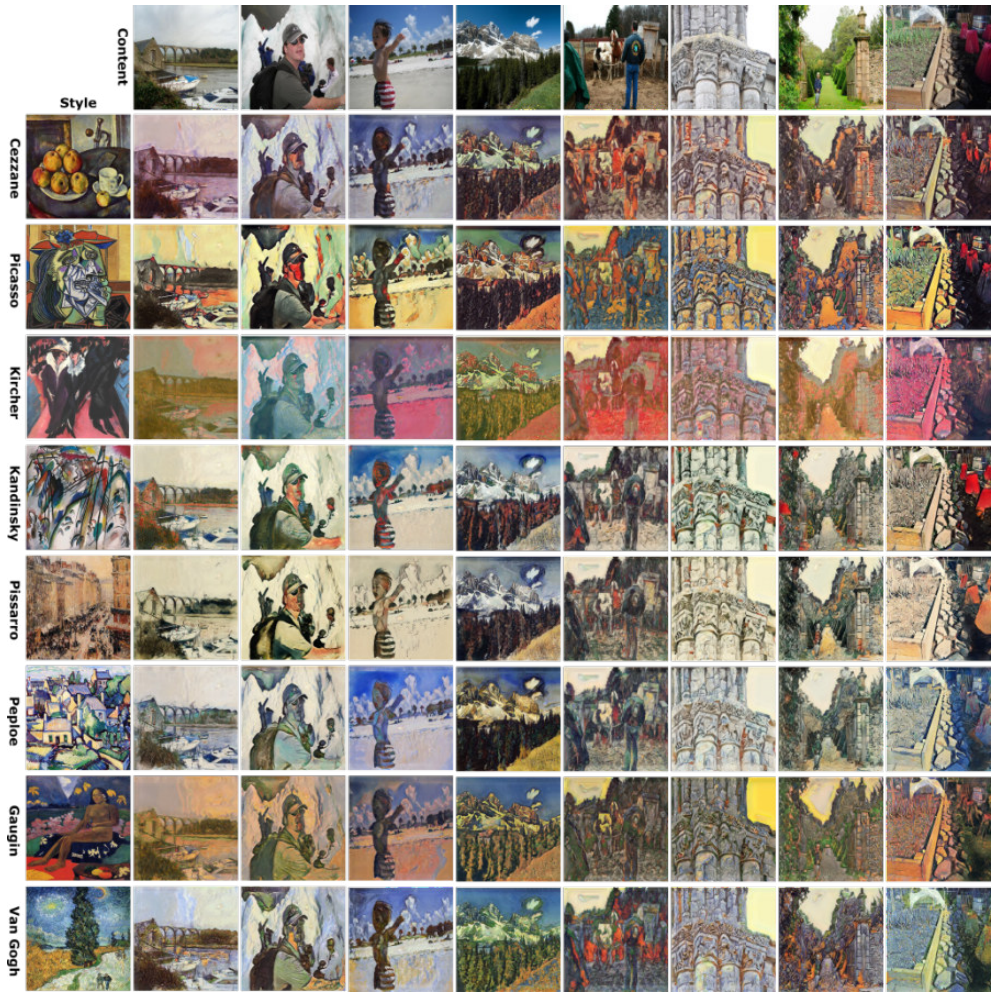 Content
Style
Cezzane
Picasso
Kircher
Kandinsky
Pissarro
Peploe
Gaugin
Van Gogh